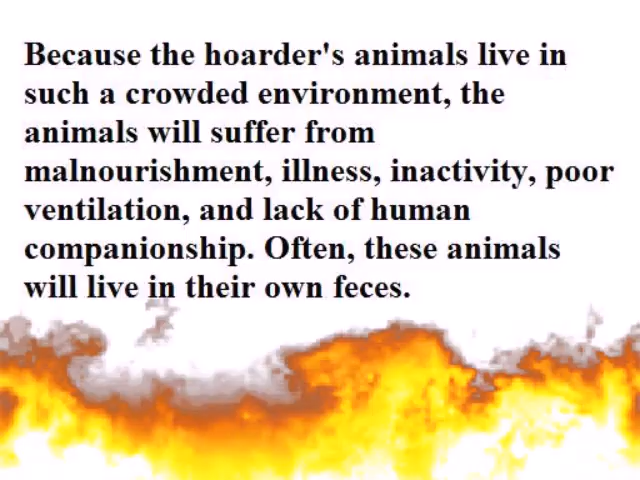 Because the hoarder's animals live in
such a crowded environment, the
animals will suffer from
malnourishment, illness, inactivity, poor
ventilation, and lack of human
companionship. Often, these animals
will live in their own feces.